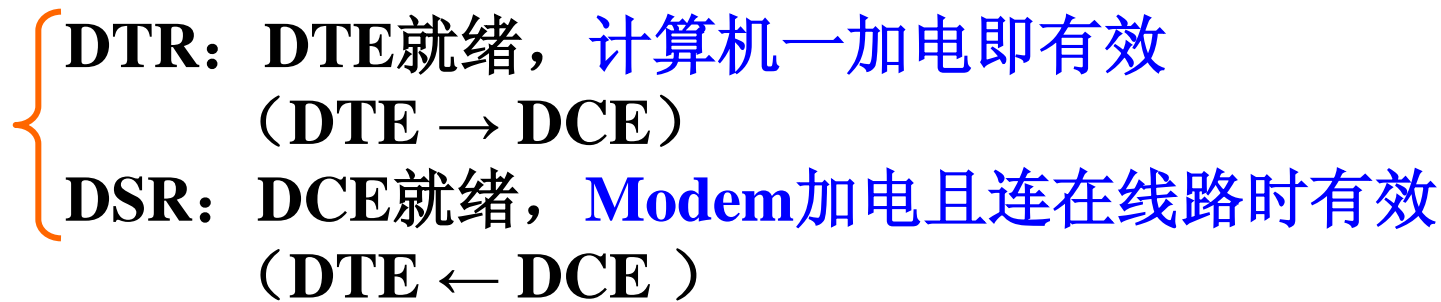 DTR：DTE就绪，计算机一加电即有效
（DTE → DCE）
DSR：DCE就绪，Modem加电且连在线路时有效
（DTE ← DCE ）